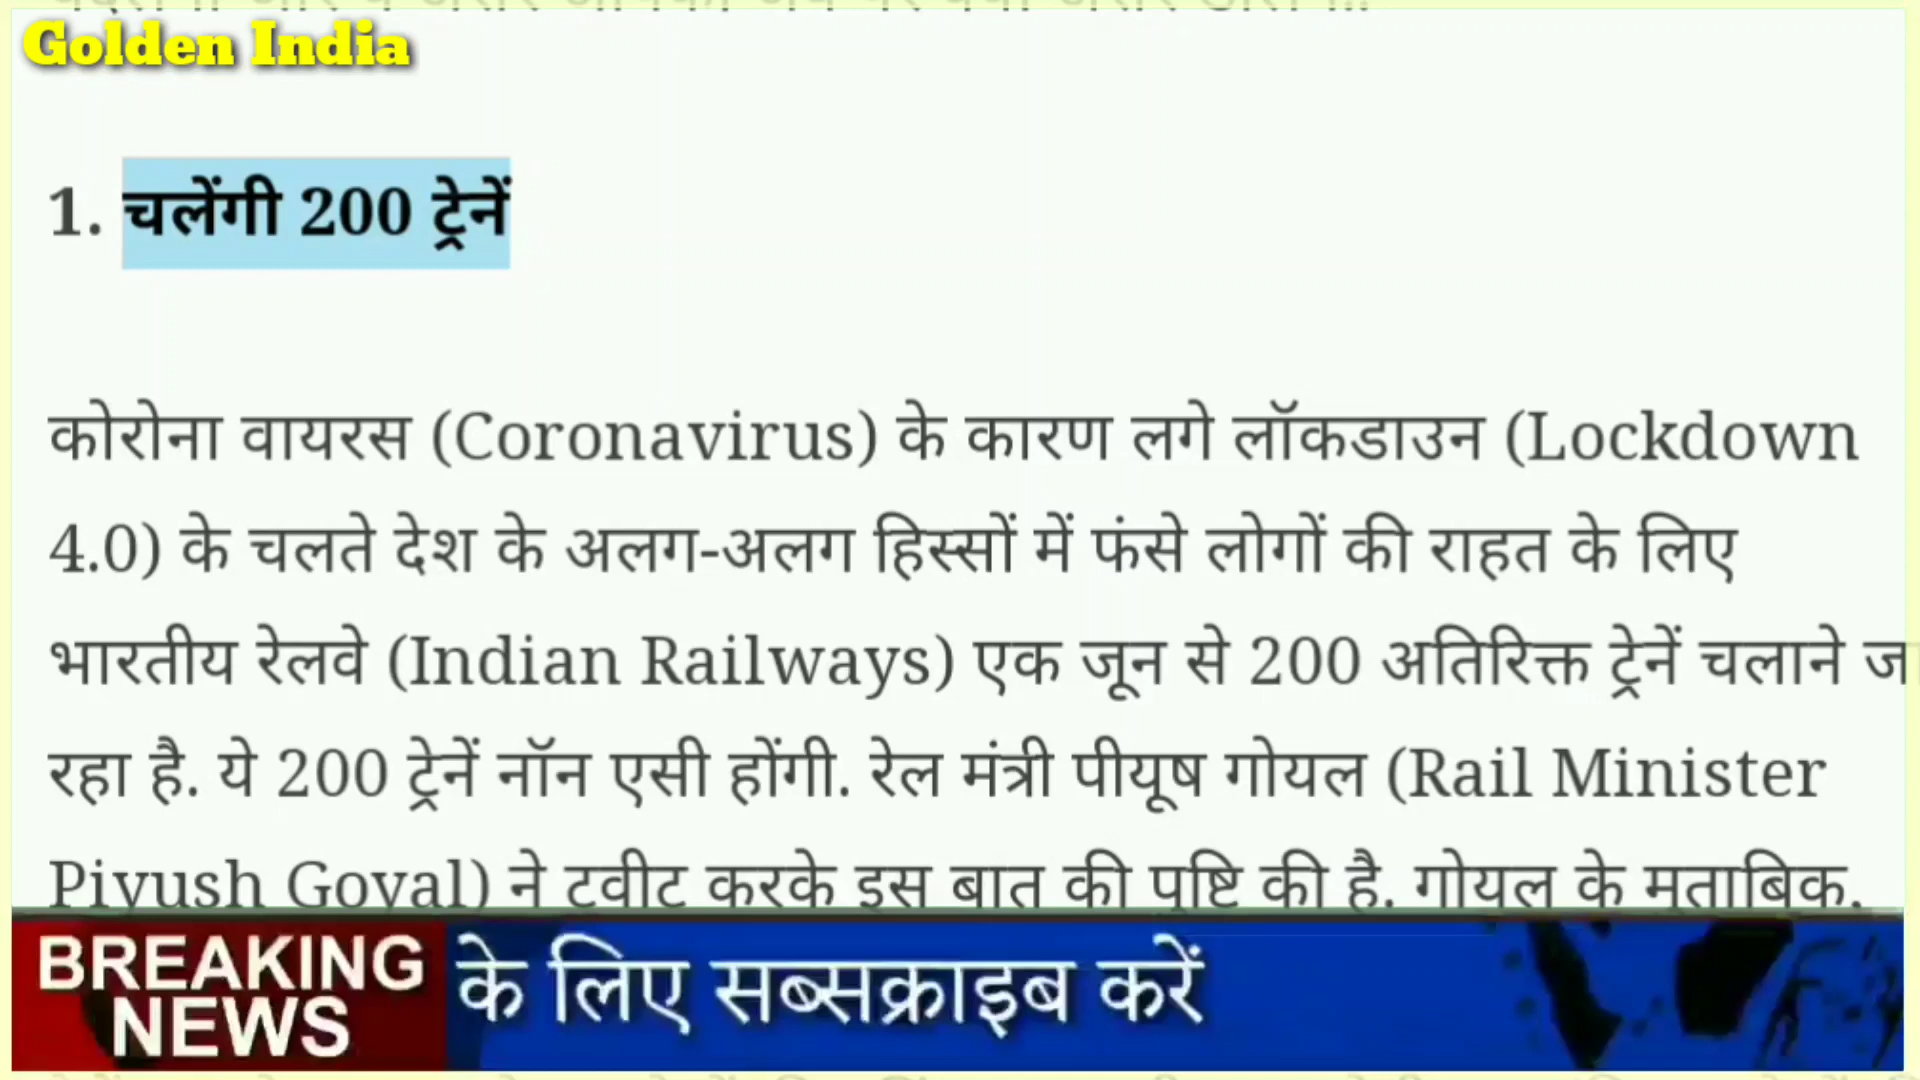 Golden India
1. चलेंगी 200 ट्रेनें
कोरोना वायरस (Coronavirus) के कारण लगे लॉकडाउन (Lockdown
4.0) के चलते देश के अलग-अलग हिस्सों में फंसे लोगों की राहत के लिए
भारतीय रेलवे (Indian Railways) एक जून से 200 अतिरिक्त ट्रेनें चलाने जा
रहा है. ये 200 ट्रेनें नॉन एसी होंगी. रेल मंत्री पीयूष गोयल (Rail Minister
Piyush Goyal) ने ट्वीट करके इस बात की पुष्टि की है. गोयल के मुताबिक,
BREAKING
NEWS
के लिए सब्सक्राइब करें